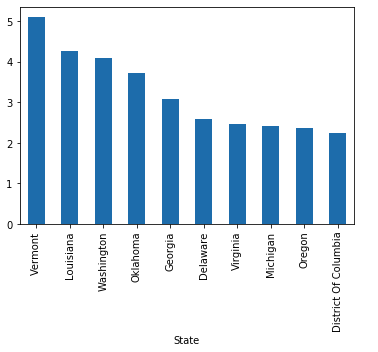 5
4
3
2
1
0
Vermont
Louisiana
Washington
Oklahoma
Georgia
Delaware
Virginia
Michigan
Oregon
District Of Columbia
State